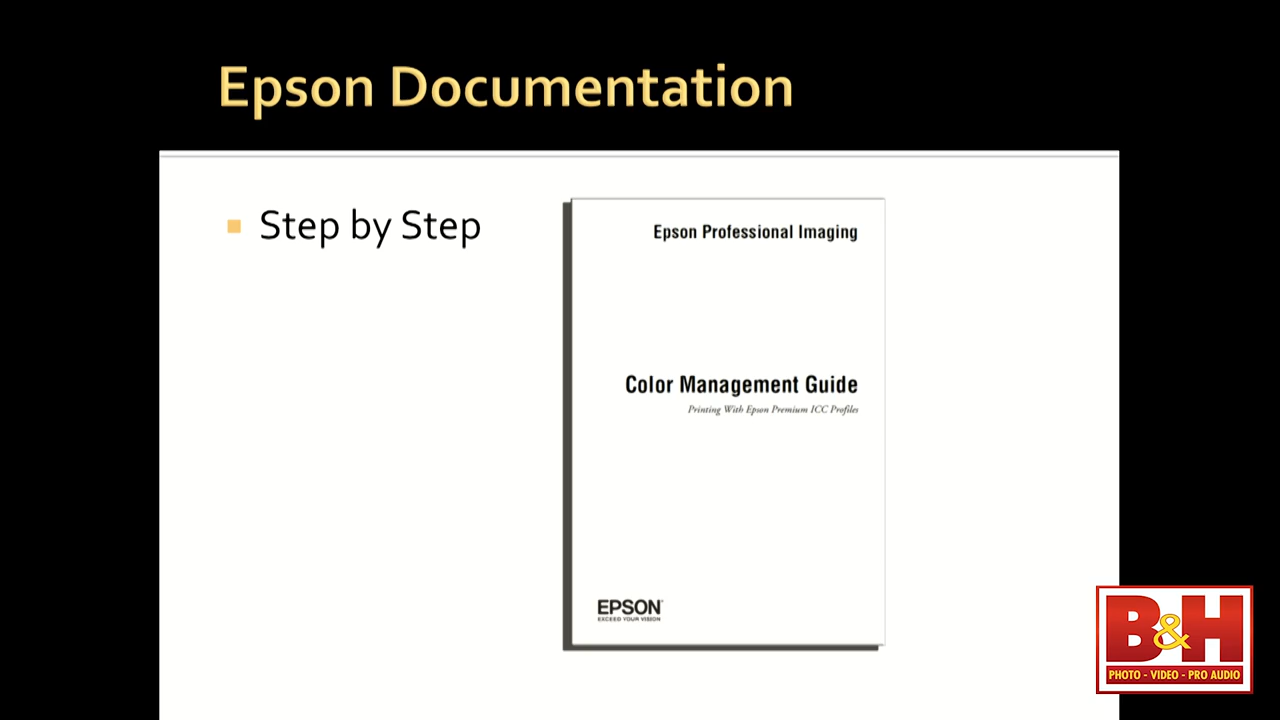 Epson Documentation
Step by Step
Epson Professional Imaging
Color Management Guide
Printing With Epson Premium ICC Profiles
EPSON
EXCEED YOUR VISION
B&H
PHOTO - VIDEO - PRO AUDIO